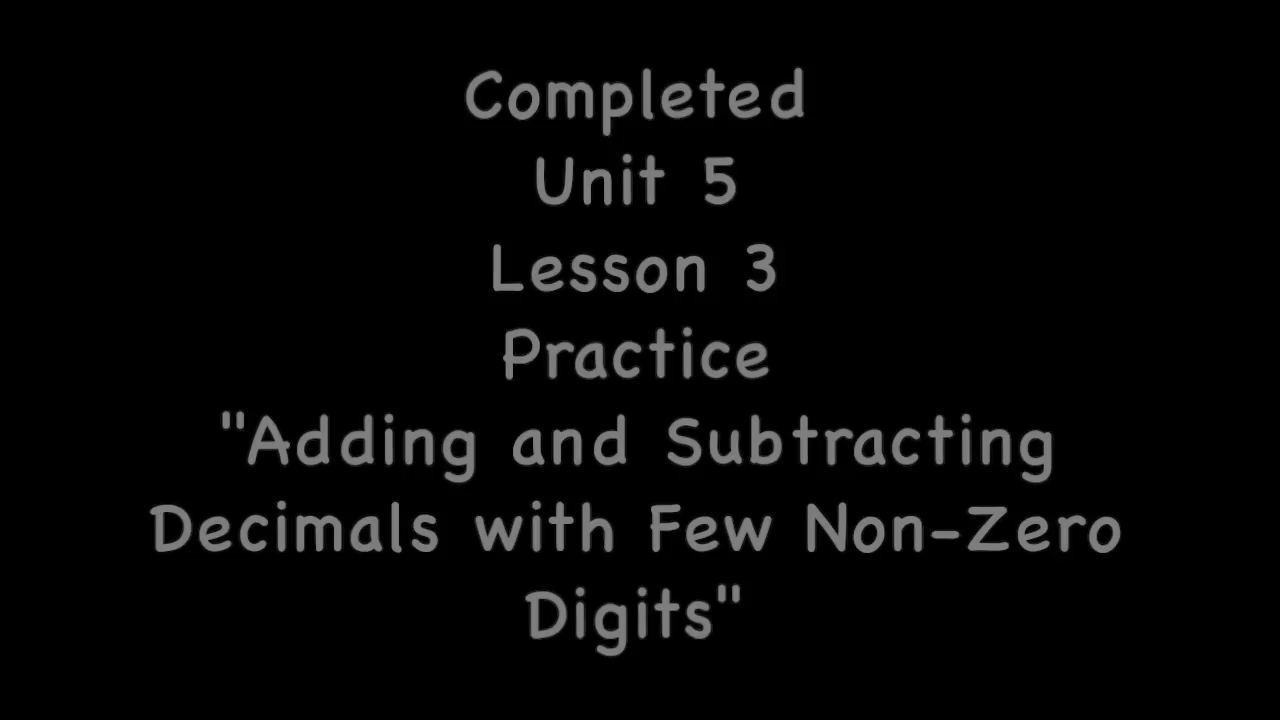 Completed
Unit 5
Lesson 3
Practice
"Adding and Subtracting
Decimals with Few Non-Zero
Digits"